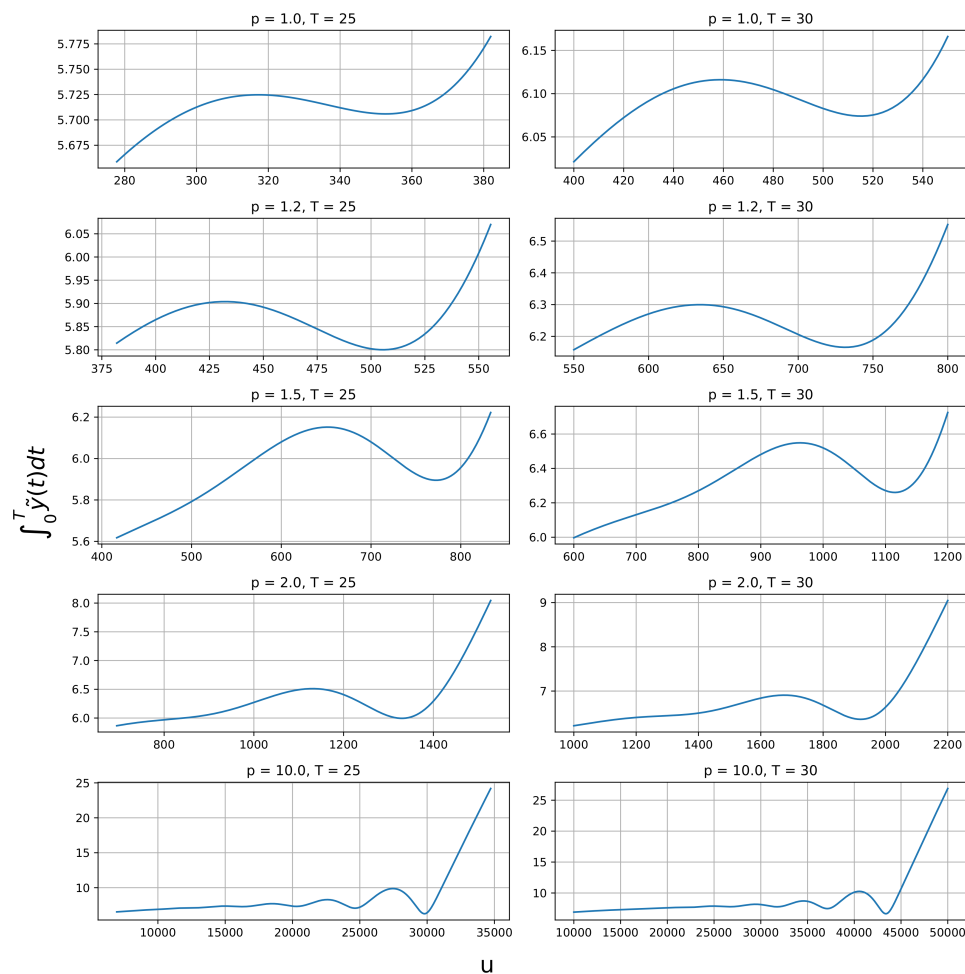 p = 1.0, T = 25
5.775
5.750
5.725
5.700
5.675
280 300 320 340 360 380
p = 1.0, T = 30
6.15
6.10
6.05
400 420 440 460 480 500 520 540
p = 1.2, T = 25
6.05
6.00
5.95
5.90
5.85
5.80
375 400 425 450 475 500 525 550
p = 1.2, T = 30
6.5
6.4
6.3
6.2
550 600 650 700 750 800
p = 1.5, T = 25
6.2
6.0
5.8
5.6
400 500 600 700 800
p = 1.5, T = 30
6.6
6.4
6.2
6.0
600 700 800 900 1000 1100 1200
∫₀ᵀ ỹ(t)dt
p = 2.0, T = 25
8.0
7.5
7.0
6.5
6.0
800 1000 1200 1400
p = 2.0, T = 30
9
8
7
1000 1200 1400 1600 1800 2000 2200
p = 10.0, T = 25
25
20
15
10
10000 15000 20000 25000 30000 35000
p = 10.0, T = 30
25
20
15
10
10000 15000 20000 25000 30000 35000 40000 45000 50000
u